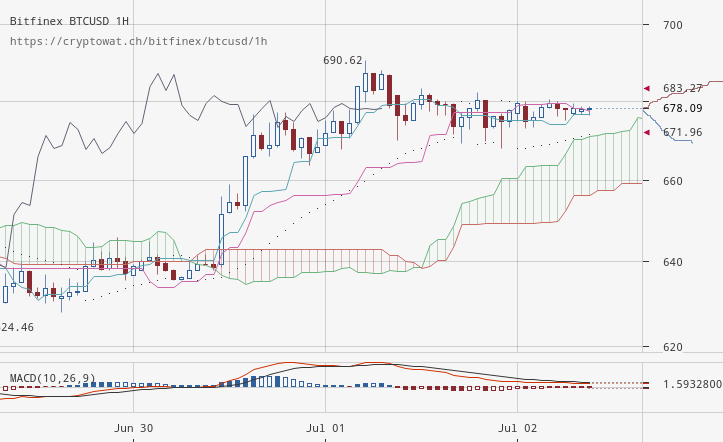 Bitfinex BTCUSD 1H
https://cryptowat.ch/bitfinex/btcusd/1h
700
690.62
683.27
678.09
671.96
660
640
24.46
620
MACD(10,26,9)
1.5932800
Jun 30 Jul 01 Jul 02